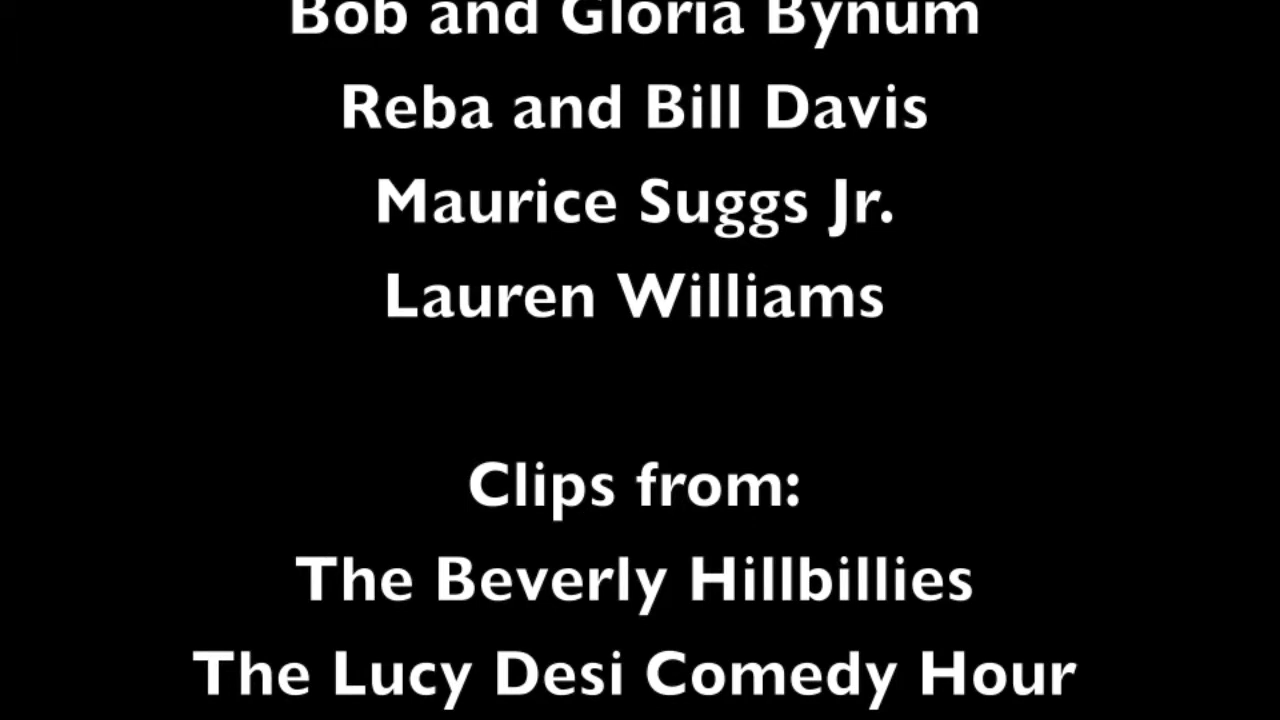 Bob and Gloria Bynum
Reba and Bill Davis
Maurice Suggs Jr.
Lauren Williams
Clips from:
The Beverly Hillbillies
The Lucy Desi Comedy Hour